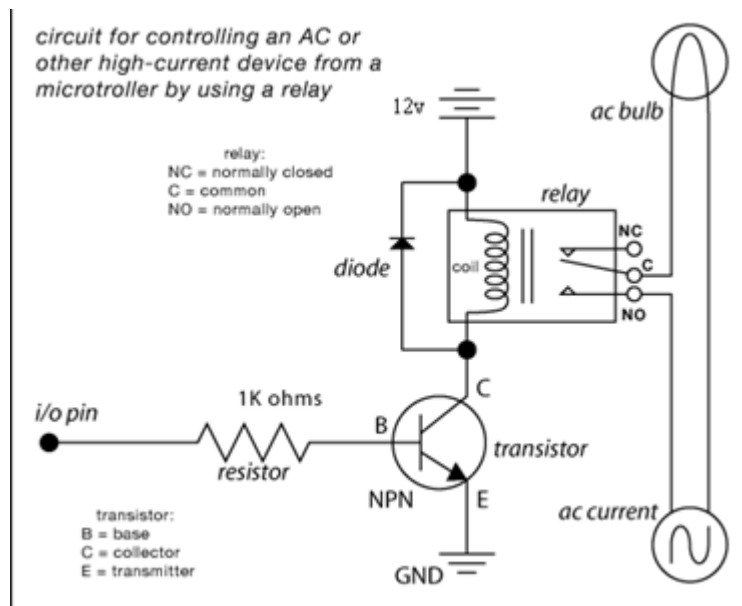 circuit for controlling an AC or
other high-current device from a
microtroller by using a relay
12v
ac bulb
relay:
NC = normally closed
C = common
NO = normally open
relay
NC
C
NO
coil
diode
i/o pin
1K ohms
resistor
B
C
transistor
NPN
E
ac current
transistor:
B = base
C = collector
E = transmitter
GND